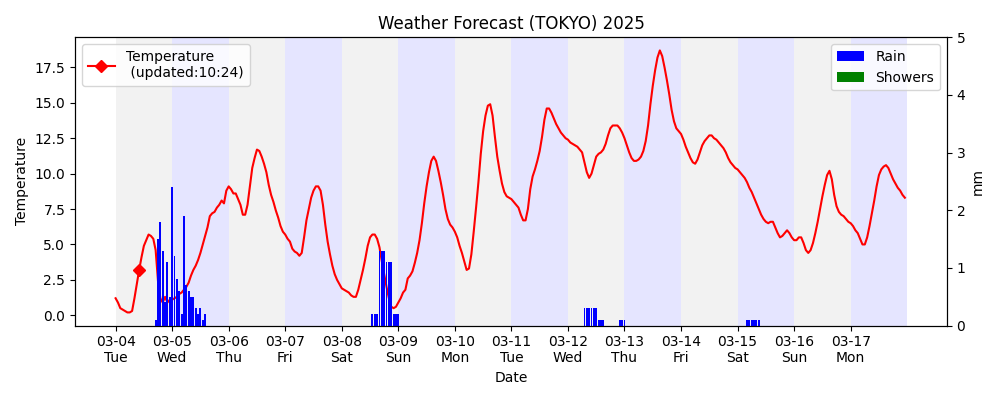 Weather Forecast (TOKYO) 2025
Temperature
(updated:10:24)
Rain
Showers
Temperature
17.5
15.0
12.5
10.0
7.5
5.0
2.5
0.0
5
4
3
2
1
0
mm
03-04 03-05 03-06 03-07 03-08 03-09 03-10 03-11 03-12 03-13 03-14 03-15 03-16 03-17
Tue Wed Thu Fri Sat Sun Mon Tue Wed Thu Fri Sat Sun Mon
Date